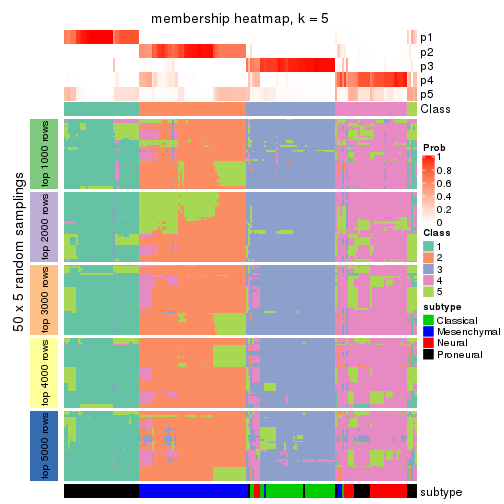 membership heatmap, k = 5
p1
p2
p3
p4
p5
Class
50 x 5 random samplings
top 1000 rows
top 2000 rows
top 3000 rows
top 4000 rows
top 5000 rows
Prob
1
0.8
0.6
0.4
0.2
0
Class
1
2
3
4
5
subtype
Classical
Mesenchymal
Neural
Proneural
subtype